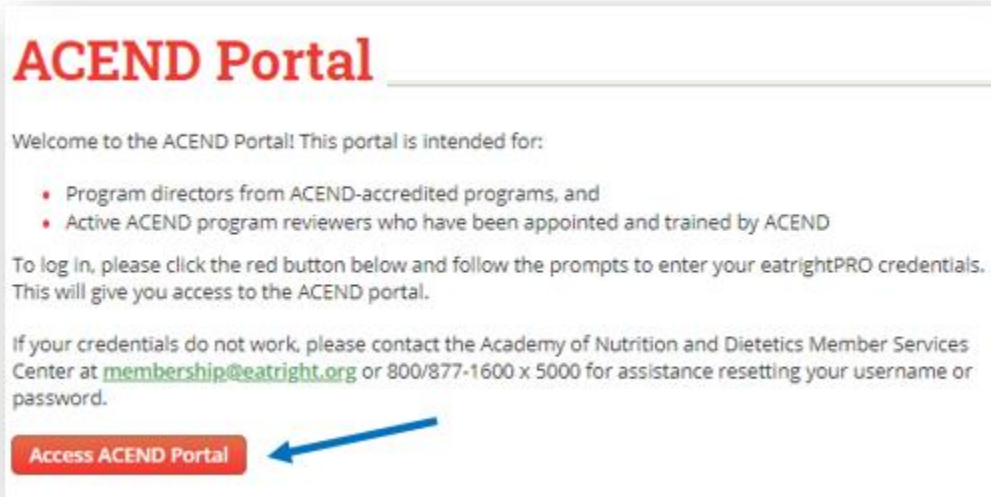 ACEND Portal
Welcome to the ACEND Portal! This portal is intended for:
• Program directors from ACEND-accredited programs, and
• Active ACEND program reviewers who have been appointed and trained by ACEND
To log in, please click the red button below and follow the prompts to enter your eatrightPRO credentials.
This will give you access to the ACEND portal.
If your credentials do not work, please contact the Academy of Nutrition and Dietetics Member Services
Center at membership@eatright.org or 800/877-1600 x 5000 for assistance resetting your username or
password.
Access ACEND Portal